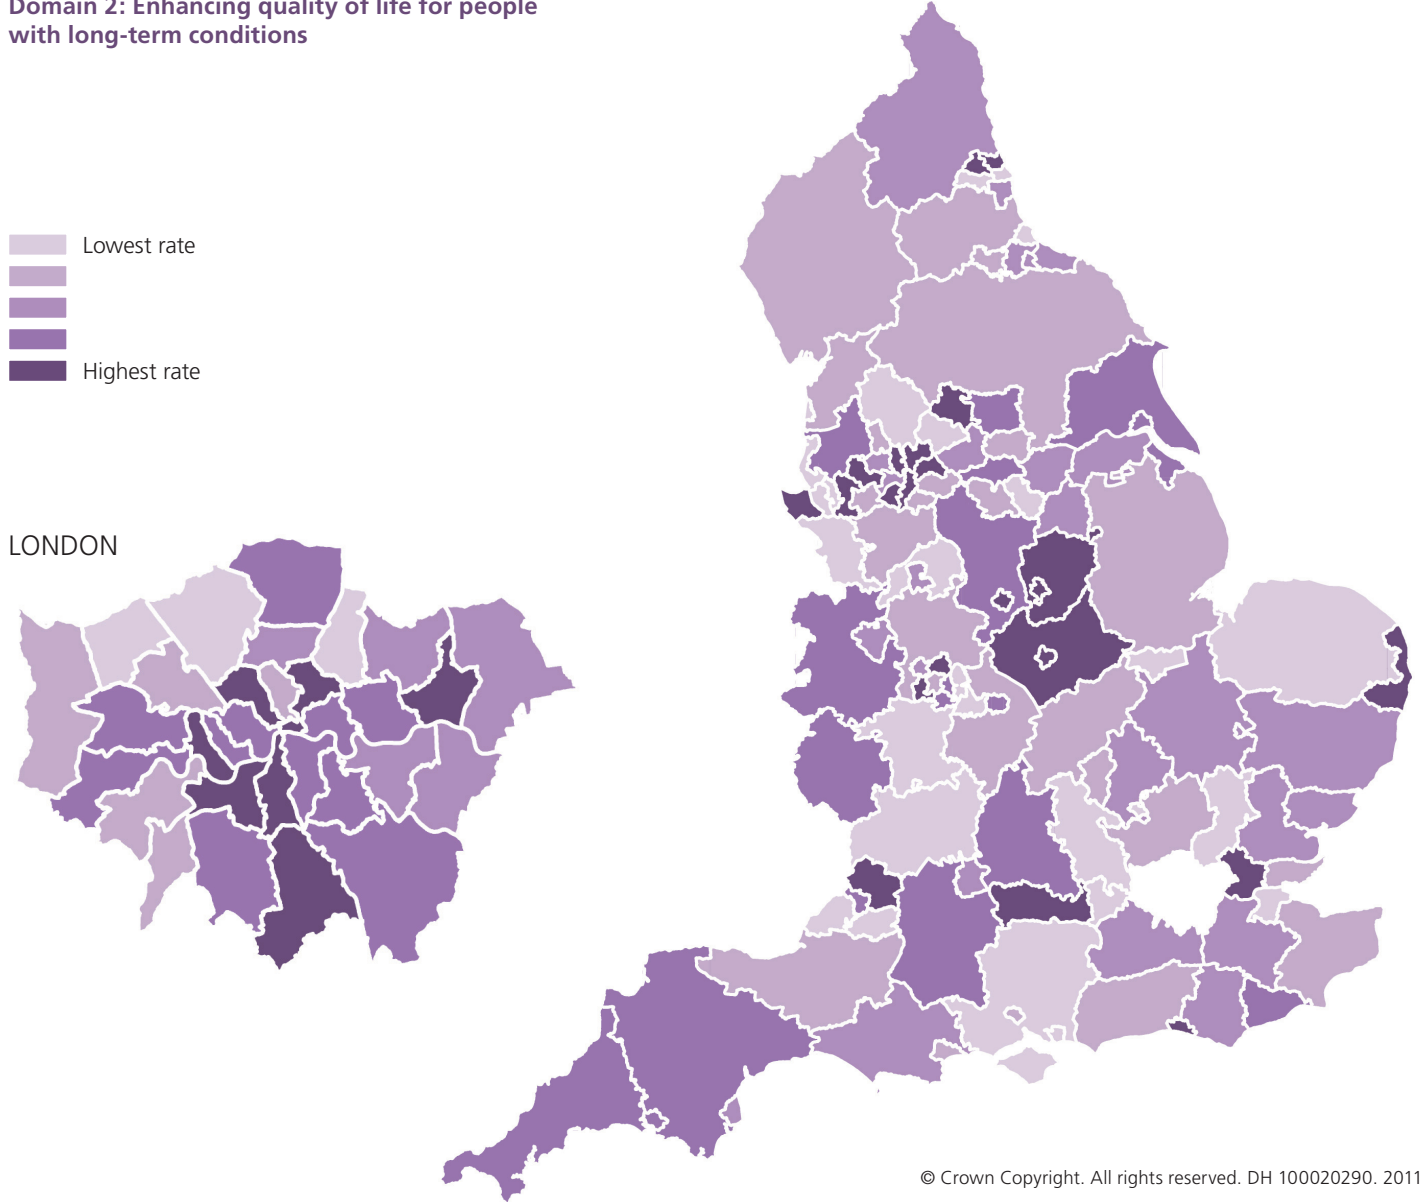 Domain 2: Enhancing quality of life for people
with long-term conditions
Lowest rate
Highest rate
LONDON
© Crown Copyright. All rights reserved. DH 100020290. 2011